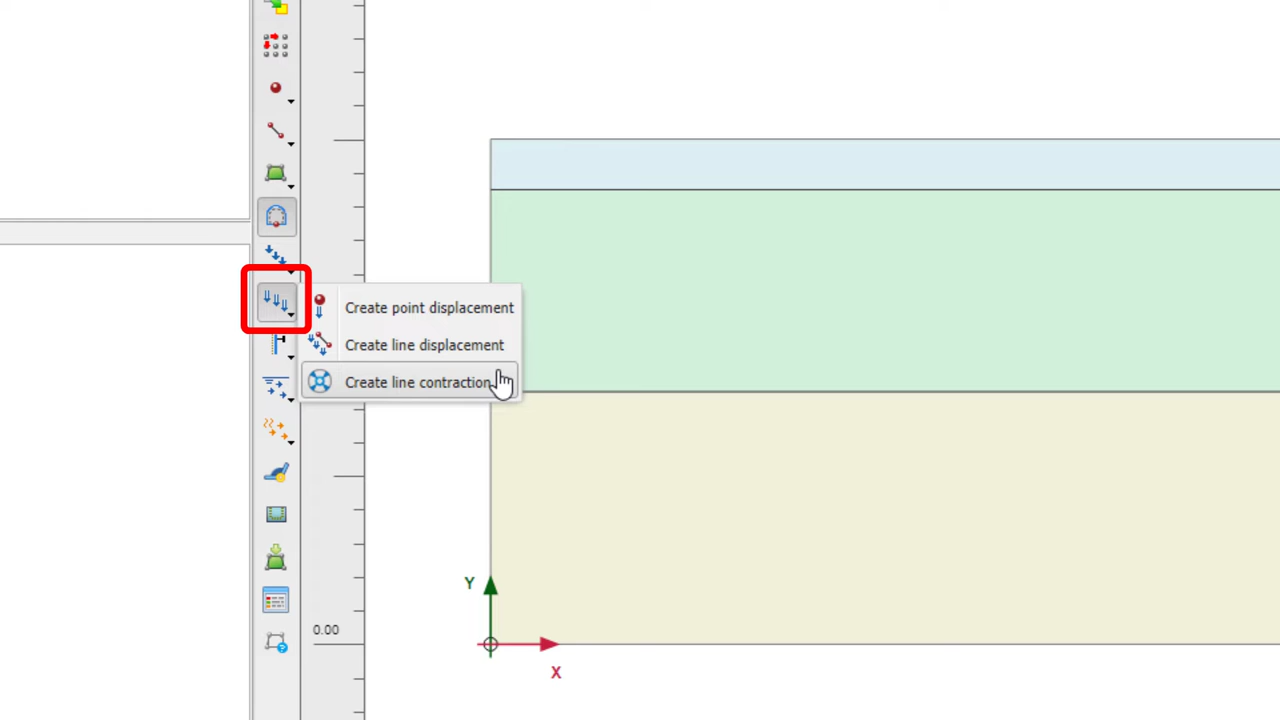 Create point displacement
Create line displacement
Create line contraction
Y
0.00
X